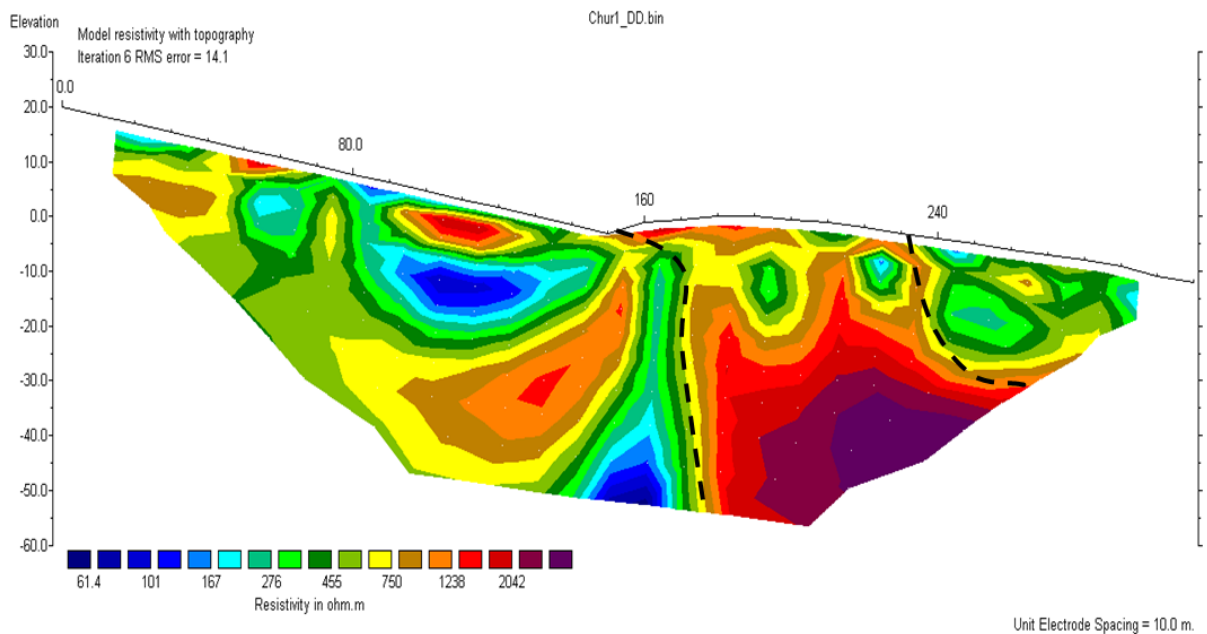 Chur1_DD.bin
Elevation
Model resistivity with topography
Iteration 6 RMS error = 14.1
30.0
20.0
10.0
0.0
-10.0
-20.0
-30.0
-40.0
-50.0
-60.0
0.0
80.0
160
240
61.4 101 167 276 455 750 1238 2042
Resistivity in ohm.m
Unit Electrode Spacing = 10.0 m.